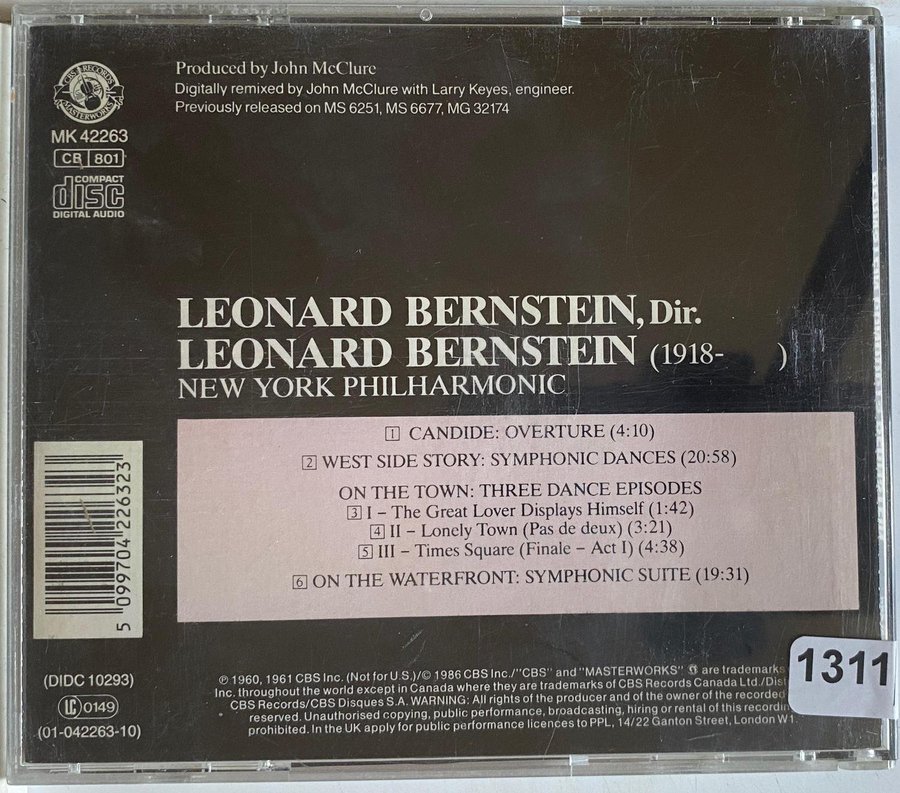 CBS RECORDS
MASTERWORKS
MK 42263
CB 801
COMPACT
disc
DIGITAL AUDIO
Produced by John McClure
Digitally remixed by John McClure with Larry Keyes, engineer.
Previously released on MS 6251, MS 6677, MG 32174
LEONARD BERNSTEIN, Dir.
LEONARD BERNSTEIN (1918- )
NEW YORK PHILHARMONIC
1 CANDIDE: OVERTURE (4:10)
2 WEST SIDE STORY: SYMPHONIC DANCES (20:58)
ON THE TOWN: THREE DANCE EPISODES
3 I – The Great Lover Displays Himself (1:42)
4 II – Lonely Town (Pas de deux) (3:21)
5 III – Times Square (Finale – Act I) (4:38)
6 ON THE WATERFRONT: SYMPHONIC SUITE (19:31)
5 099704 226323
(DIDC 10293)
LC 0149
(01-042263-10)
℗ 1960, 1961 CBS Inc. (Not for U.S.)/© 1986 CBS Inc./"CBS" and "MASTERWORKS" are trademarks
Inc. throughout the world except in Canada where they are trademarks of CBS Records Canada Ltd./
CBS Records/CBS Disques S.A. WARNING: All rights of the producer and of the owner of the recorded
reserved. Unauthorised copying, public performance, broadcasting, hiring or rental of this recording
prohibited. In the UK apply for public performance licences to PPL, 14/22 Ganton Street, London W1.
1311